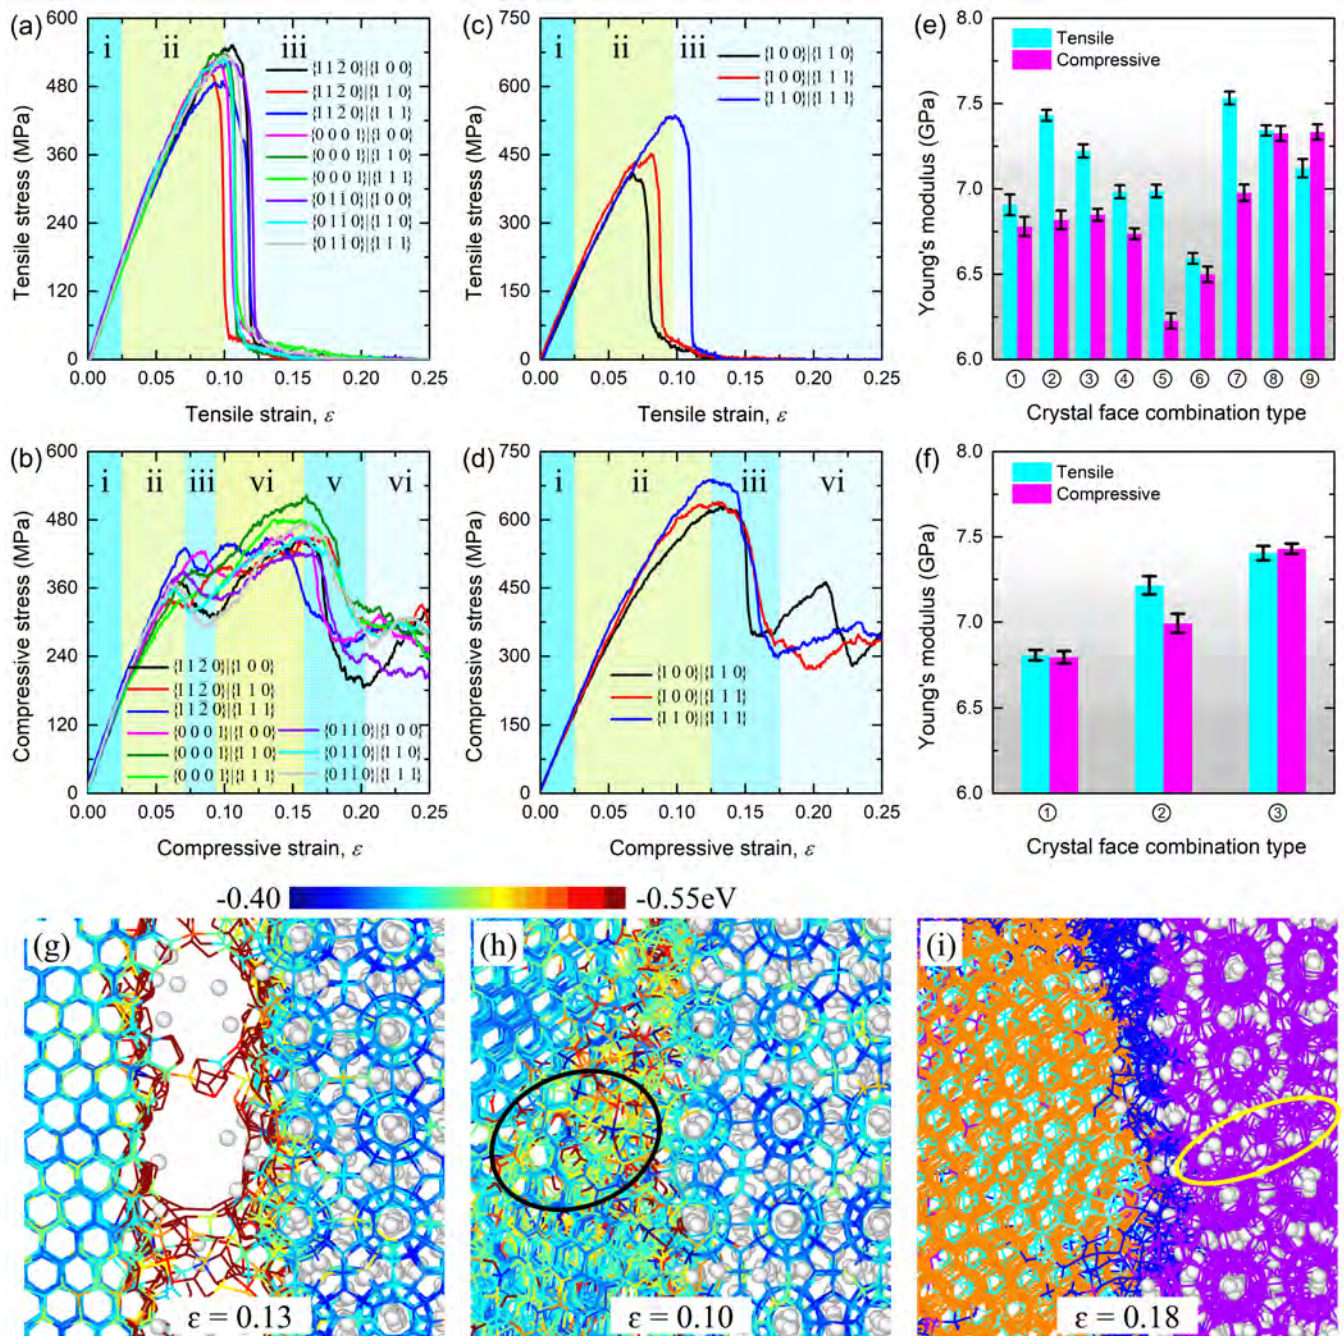 (a)
i ii iii
{1 1 2̄ 0}|{1 0 0}
{1 1 2̄ 0}|{1 1 0}
{1 1 2̄ 0}|{1 1 1}
{0 0 0 1}|{1 0 0}
{0 0 0 1}|{1 1 0}
{0 0 0 1}|{1 1 1}
{0 1 1̄ 0}|{1 0 0}
{0 1 1̄ 0}|{1 1 0}
{0 1 1̄ 0}|{1 1 1}
600
480
360
240
120
0
Tensile stress (MPa)
0.00 0.05 0.10 0.15 0.20 0.25
Tensile strain, ε
(c)
i ii iii
{1 0 0}|{1 1 0}
{1 0 0}|{1 1 1}
{1 1 0}|{1 1 1}
750
600
450
300
150
0
Tensile stress (MPa)
0.00 0.05 0.10 0.15 0.20 0.25
Tensile strain, ε
(e)
Tensile
Compressive
8.0
7.5
7.0
6.5
6.0
Young's modulus (GPa)
① ② ③ ④ ⑤ ⑥ ⑦ ⑧ ⑨
Crystal face combination type
(b)
i ii iii vi v vi
600
480
360
240
120
0
Compressive stress (MPa)
{1 1 2̄ 0}|{1 0 0}
{1 1 2̄ 0}|{1 1 0}
{1 1 2̄ 0}|{1 1 1}
{0 0 0 1}|{1 0 0}
{0 0 0 1}|{1 1 0}
{0 0 0 1}|{1 1 1}
{0 1 1̄ 0}|{1 0 0}
{0 1 1̄ 0}|{1 1 0}
{0 1 1̄ 0}|{1 1 1}
0.00 0.05 0.10 0.15 0.20 0.25
Compressive strain, ε
(d)
i ii iii vi
750
600
450
300
150
0
Compressive stress (MPa)
{1 0 0}|{1 1 0}
{1 0 0}|{1 1 1}
{1 1 0}|{1 1 1}
0.00 0.05 0.10 0.15 0.20 0.25
Compressive strain, ε
(f)
Tensile
Compressive
8.0
7.5
7.0
6.5
6.0
Young's modulus (GPa)
① ② ③
Crystal face combination type
-0.40 -0.55eV
(g)
ε = 0.13
(h)
ε = 0.10
(i)
ε = 0.18